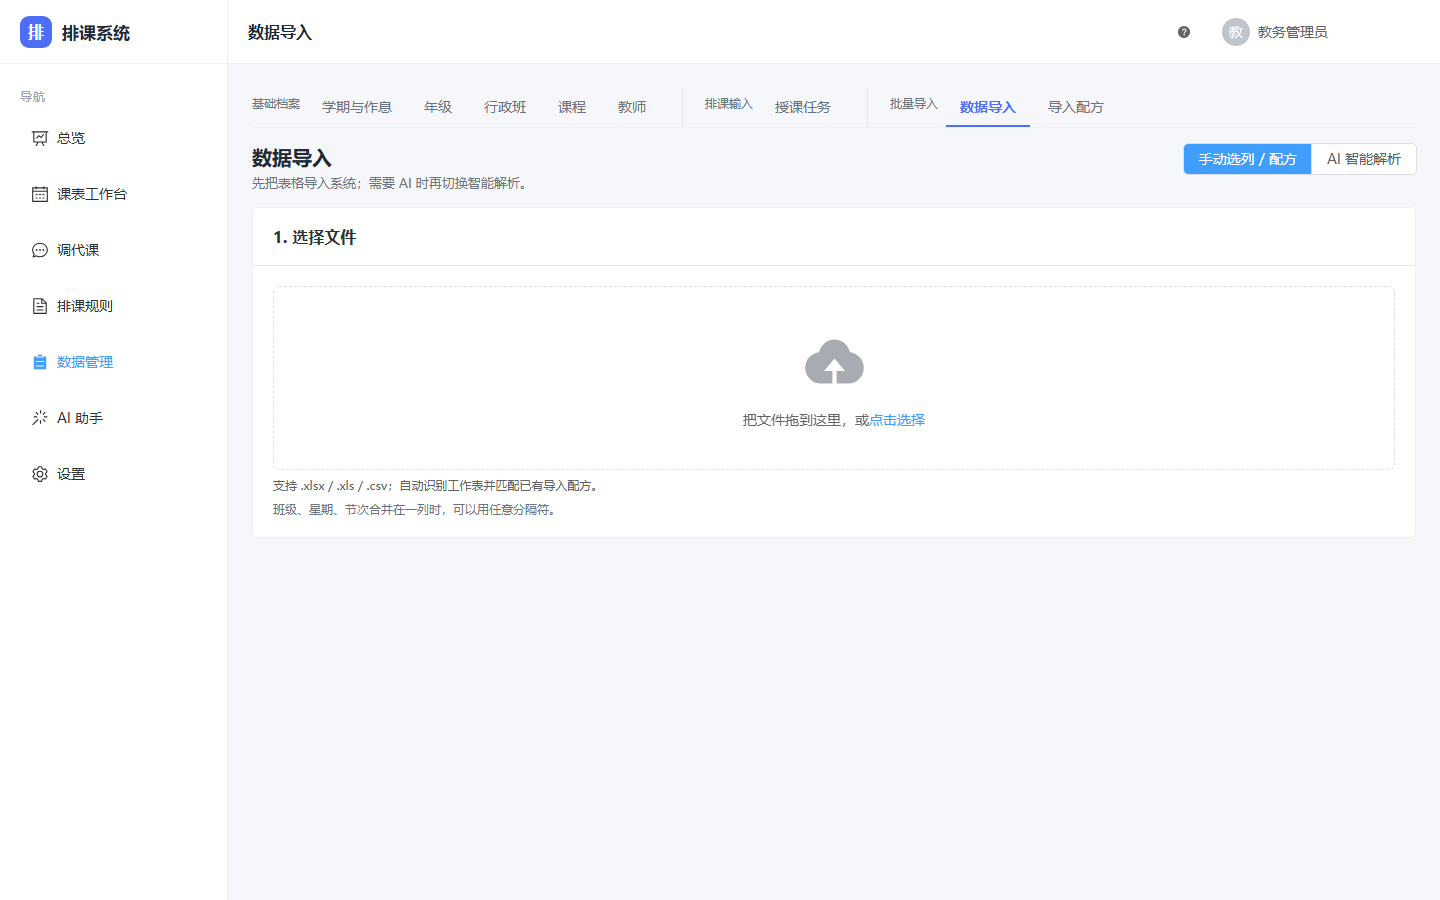 排 排课系统
数据导入
?
教 教务管理员
导航
总览
课表工作台
调代课
排课规则
数据管理
AI 助手
设置
基础档案 学期与作息 年级 行政班 课程 教师 排课输入 授课任务 批量导入 数据导入 导入配方
数据导入
先把表格导入系统；需要 AI 时再切换智能解析。
手动选列 / 配方 AI 智能解析
1. 选择文件
把文件拖到这里，或点击选择
支持 .xlsx / .xls / .csv；自动识别工作表并匹配已有导入配方。
班级、星期、节次合并在一列时，可以用任意分隔符。